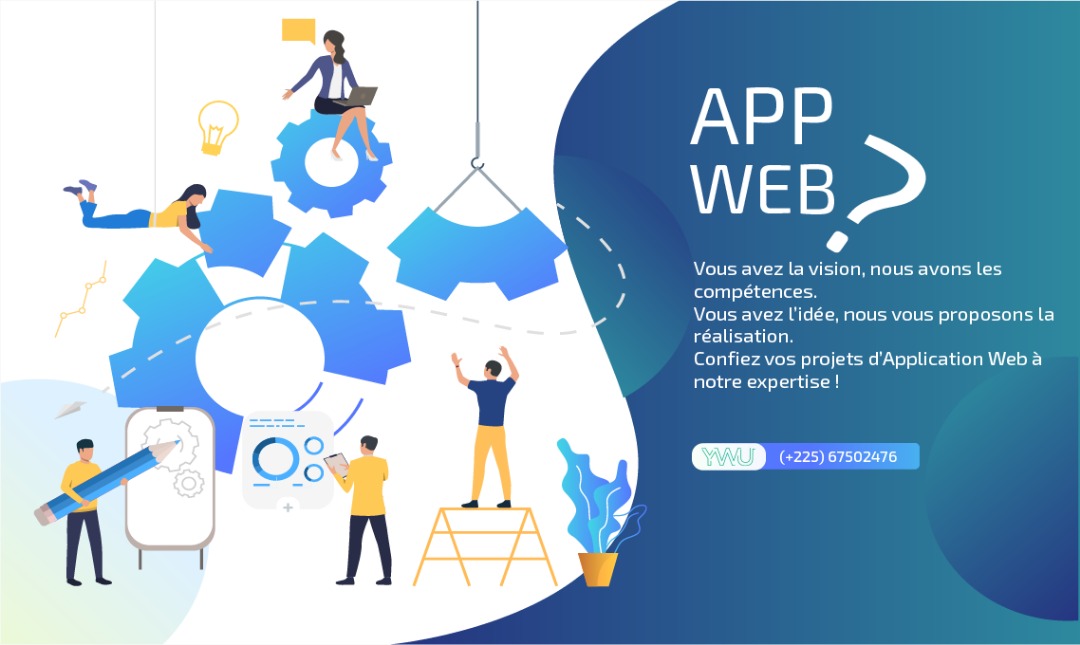 APP
WEB ?
Vous avez la vision, nous avons les
compétences.
Vous avez l'idée, nous vous proposons la
réalisation.
Confiez vos projets d'Application Web à
notre expertise !
YWU (+225) 67502476